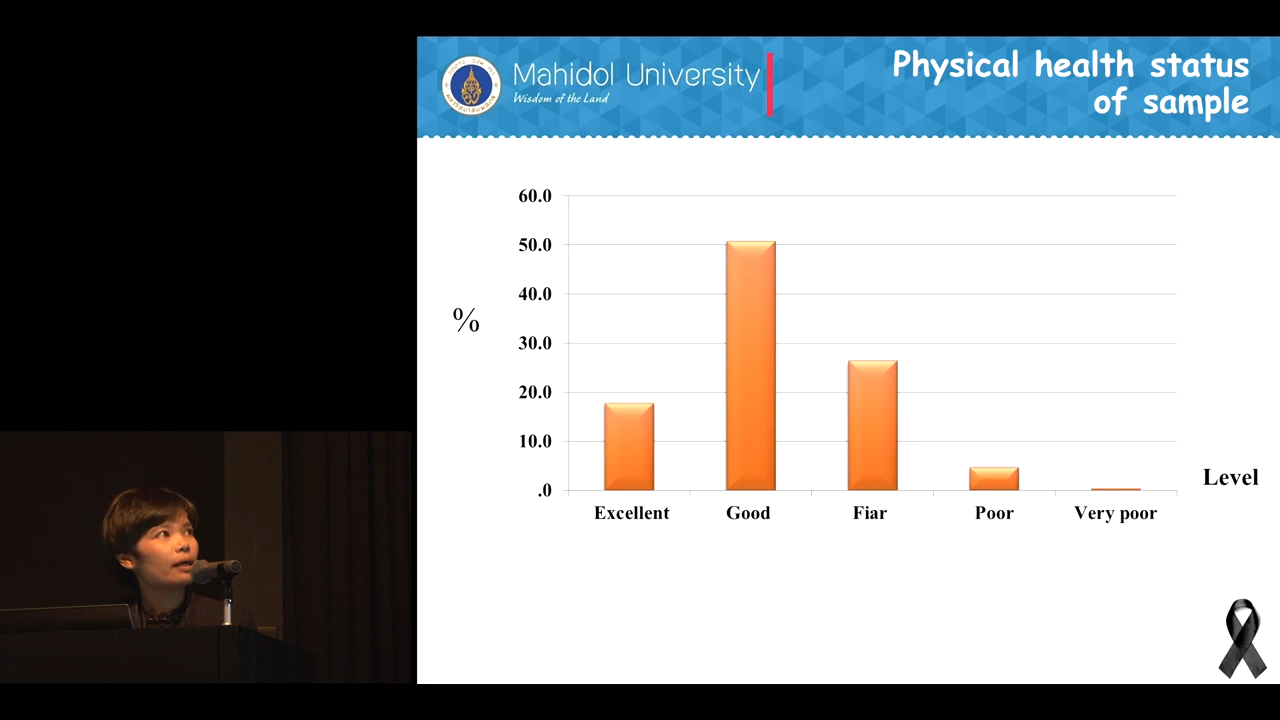 Mahidol University
Wisdom of the Land
Physical health status
of sample
60.0
50.0
40.0
30.0
20.0
10.0
.0
%
Excellent Good Fiar Poor Very poor
Level